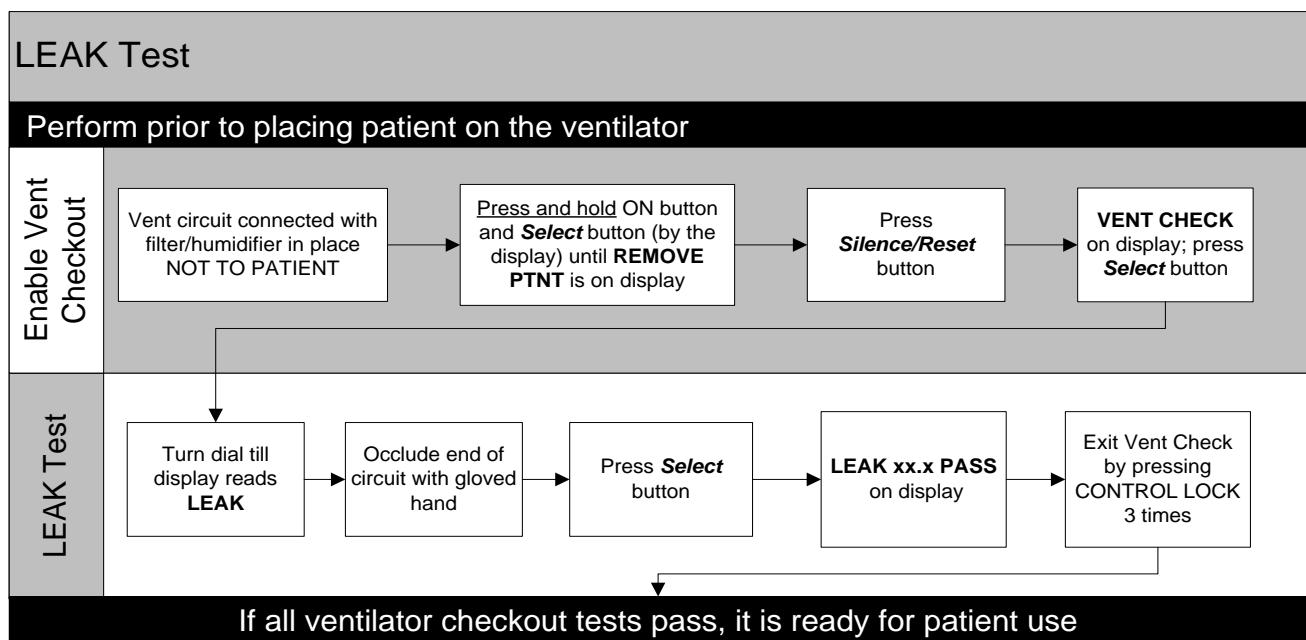 LEAK Test
Perform prior to placing patient on the ventilator
Enable Vent
Checkout
Vent circuit connected with
filter/humidifier in place
NOT TO PATIENT
Press and hold ON button
and Select button (by the
display) until REMOVE
PTNT is on display
Press
Silence/Reset
button
VENT CHECK
on display; press
Select button
LEAK Test
Turn dial till
display reads
LEAK
Occlude end of
circuit with gloved
hand
Press Select
button
LEAK xx.x PASS
on display
Exit Vent Check
by pressing
CONTROL LOCK
3 times
If all ventilator checkout tests pass, it is ready for patient use